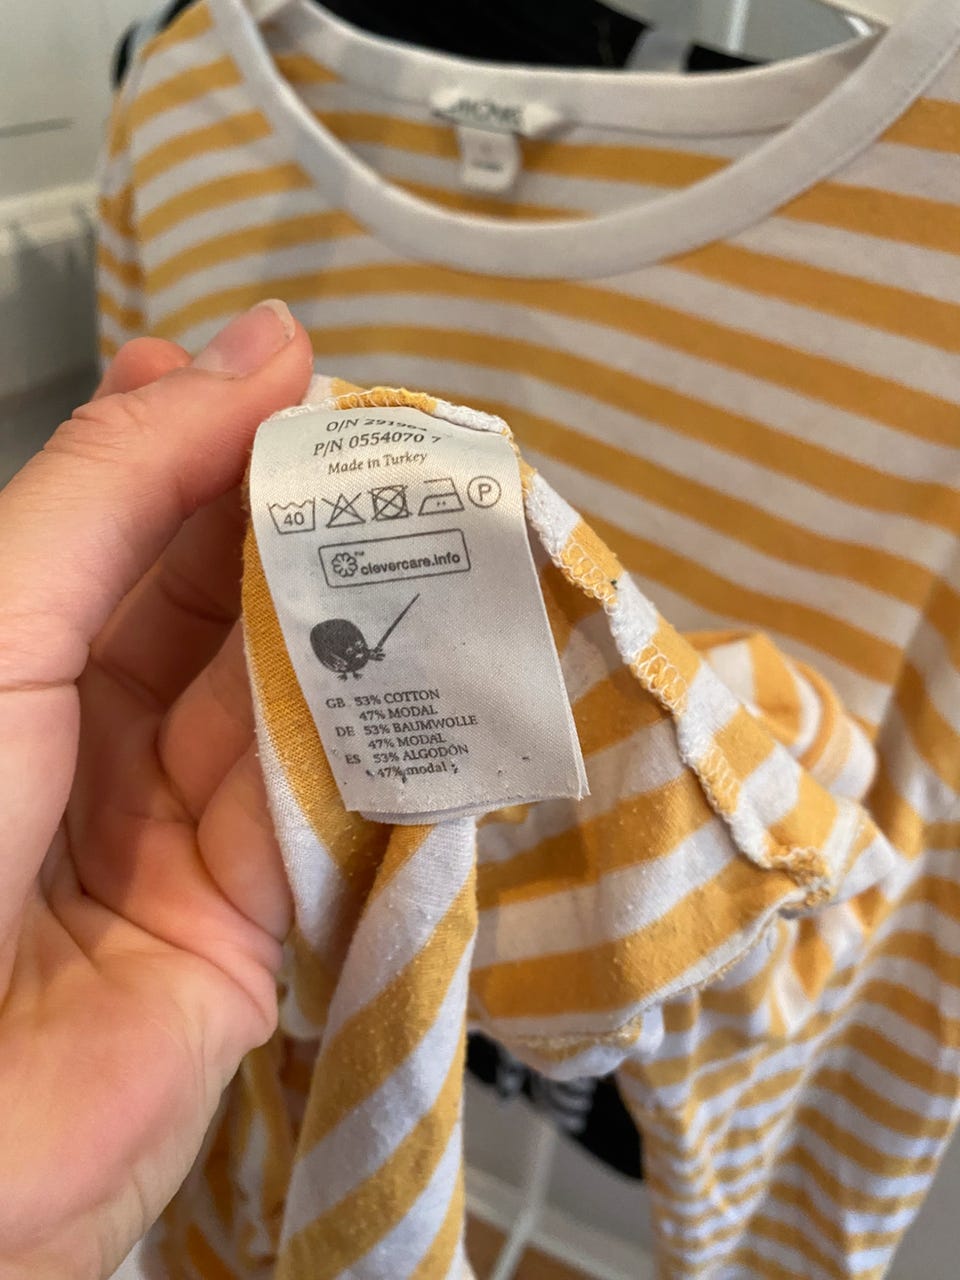 O/N
P/N 0554070 7
Made in Turkey
40
P
TM
clevercare.info
GB 53% COTTON
47% MODAL
DE 53% BAUMWOLLE
47% MODAL
ES 53% ALGODÓN
47% modal